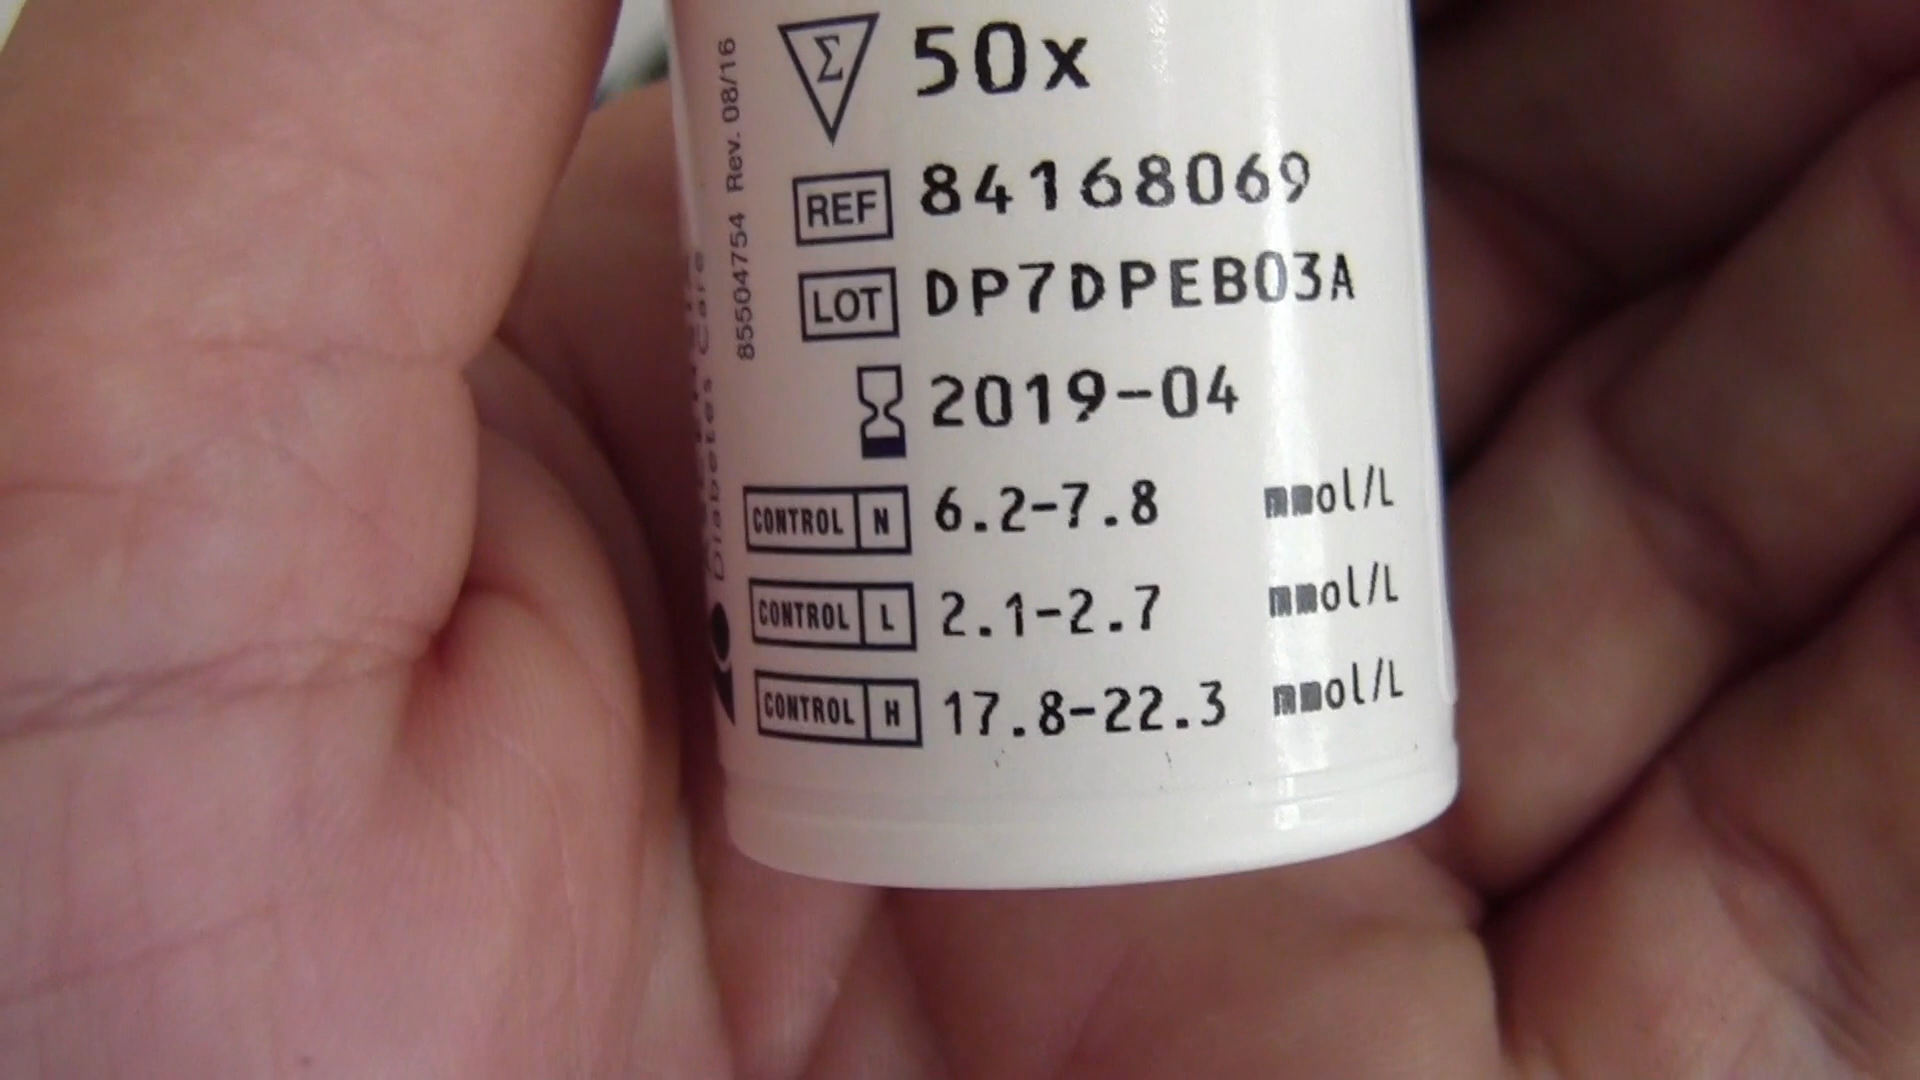 Σ 50x
REF 84168069
LOT DP7DPEB03A
2019-04
CONTROL N 6.2-7.8 mmol/L
CONTROL L 2.1-2.7 mmol/L
CONTROL H 17.8-22.3 mmol/L
85504754 Rev. 08/16
Diabetes Care